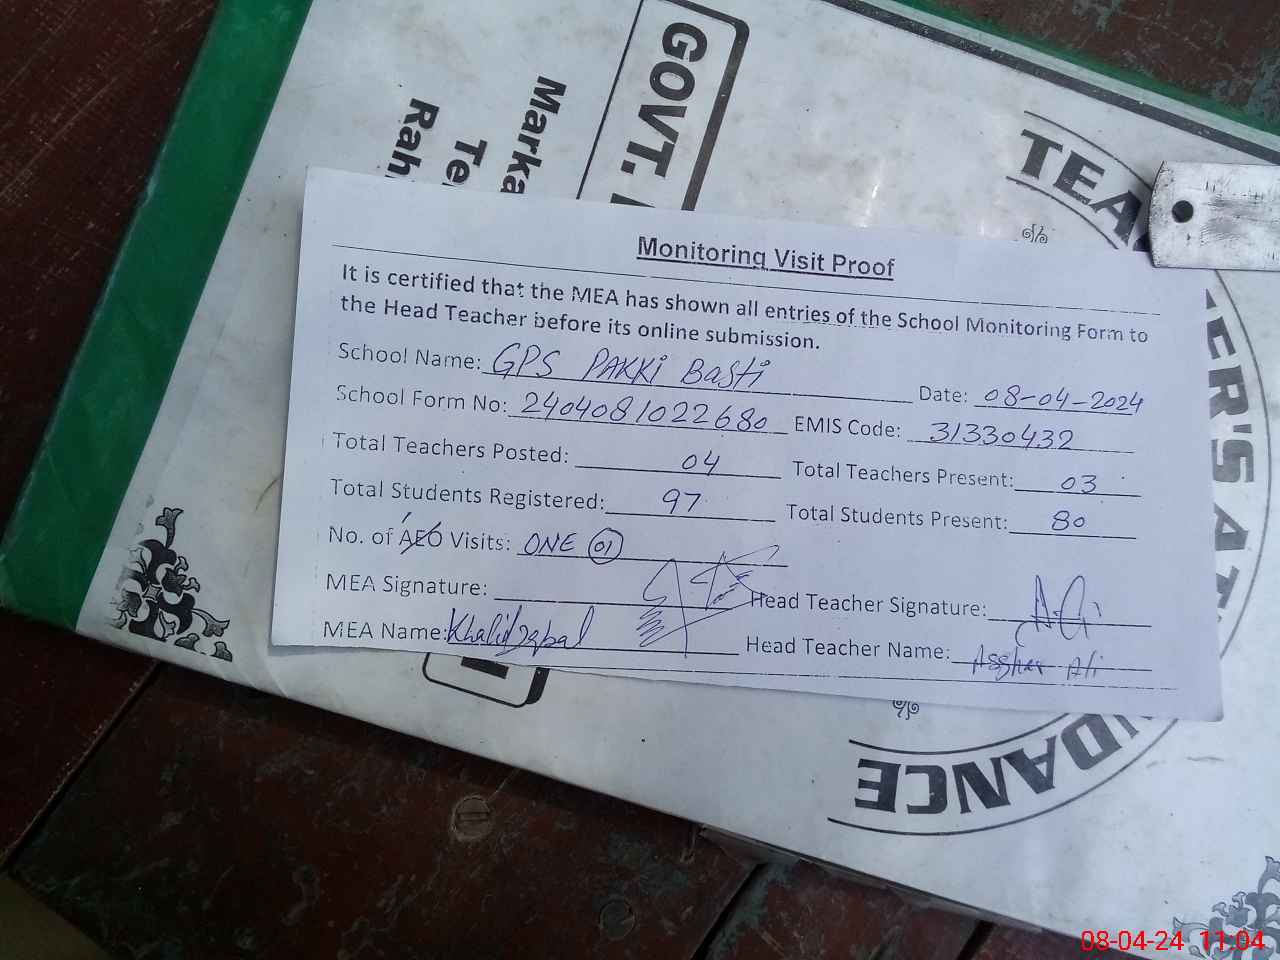 GOVT.
Marka
Te
Rah
TEACHER'S ATTENDANCE
Monitoring Visit Proof
It is certified that the MEA has shown all entries of the School Monitoring Form to
the Head Teacher before its online submission.
School Name: GPS PAKKi Basti Date: 08-04-2024
School Form No: 2404081022680 EMIS Code: 31330432
Total Teachers Posted: 04 Total Teachers Present: 03
Total Students Registered: 97 Total Students Present: 80
No. of AEO Visits: ONE 01
MEA Signature: Head Teacher Signature:
MEA Name: Khalid Iqbal Head Teacher Name: Asghar Ali
08-04-24 11:04